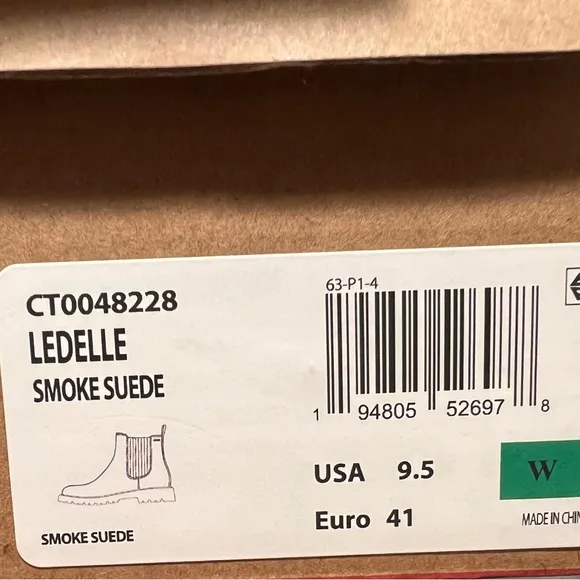 CT0048228
LEDELLE
SMOKE SUEDE
63-P1-4
1 94805 52697 8
USA 9.5
W
Euro 41
MADE IN CHIN
SMOKE SUEDE